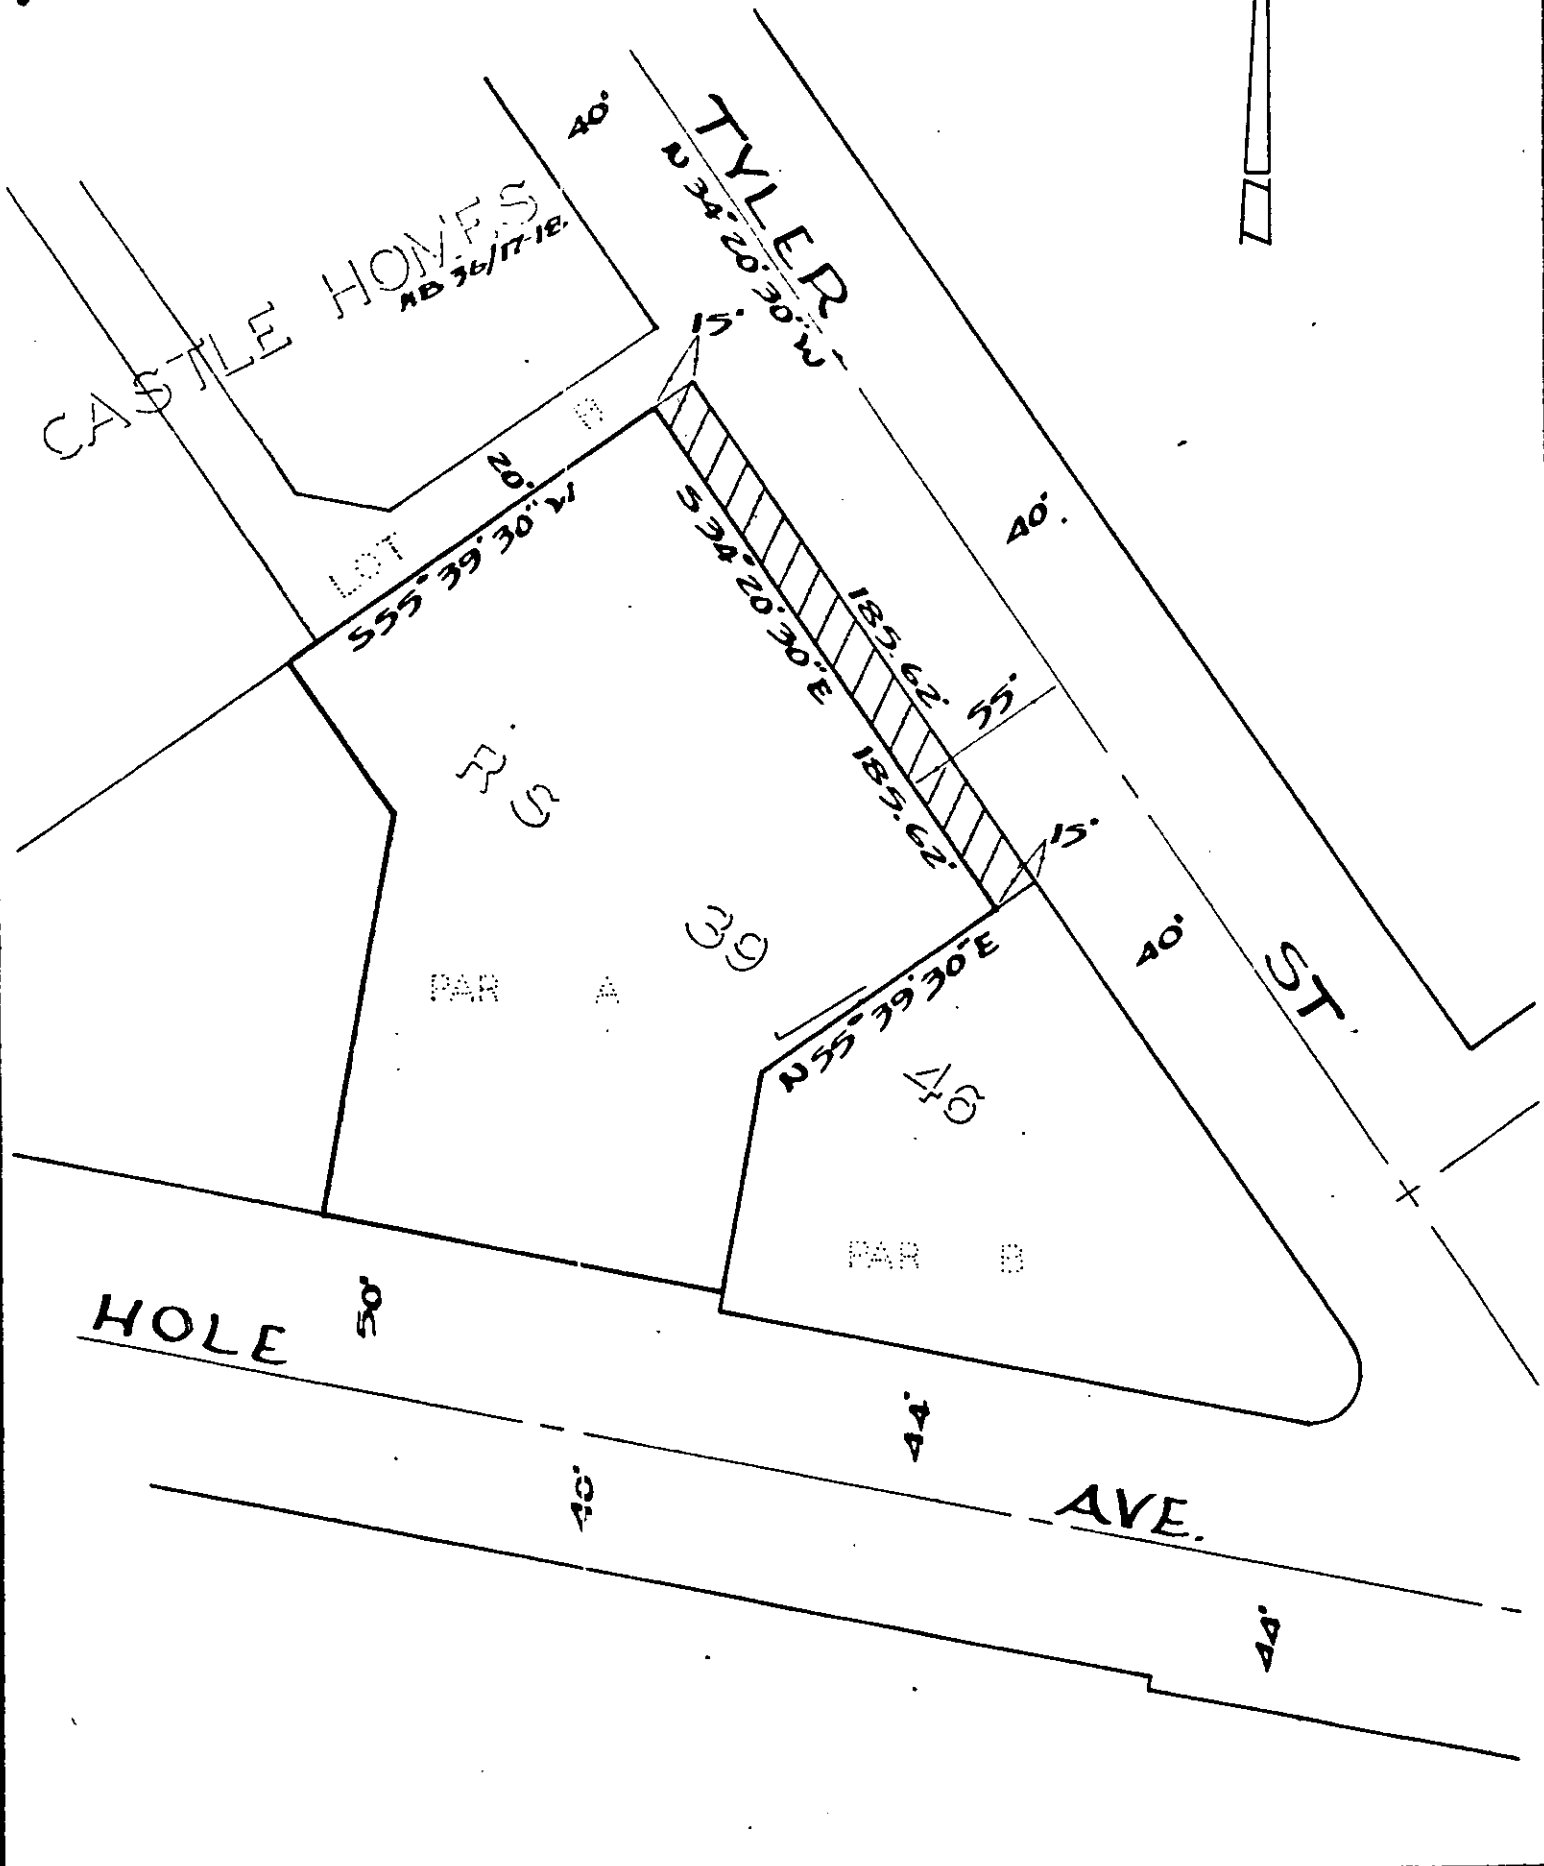 40'
TYLER
N 34° 20' 30" W
CASTLE HOMES
MB 36/17-18
15'
20'
LOT
S55° 39' 30" W
S 34° 20' 30" E
40'
185.62'
55'
185.62'
15'
RS
39
40'
ST.
PAR A
N 55° 39' 30" E
46
PAR B
HOLE
50'
44'
40'
AVE.
44'